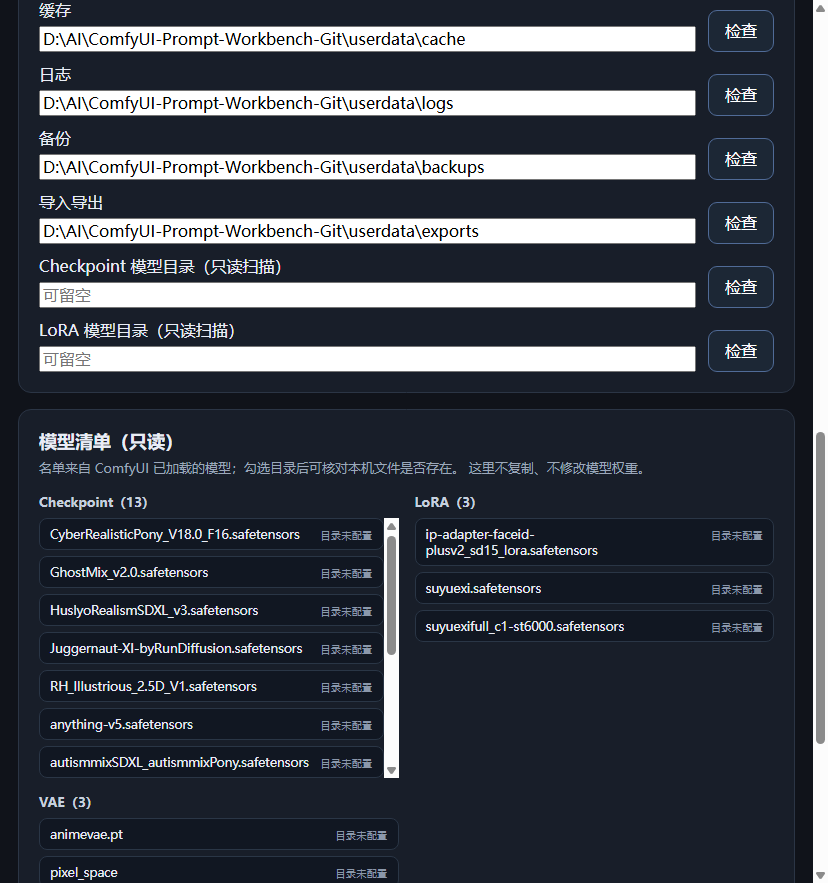 缓存
D:\AI\ComfyUI-Prompt-Workbench-Git\userdata\cache
检查
日志
D:\AI\ComfyUI-Prompt-Workbench-Git\userdata\logs
检查
备份
D:\AI\ComfyUI-Prompt-Workbench-Git\userdata\backups
检查
导入导出
D:\AI\ComfyUI-Prompt-Workbench-Git\userdata\exports
检查
Checkpoint 模型目录（只读扫描）
可留空
检查
LoRA 模型目录（只读扫描）
可留空
检查
模型清单（只读）
名单来自 ComfyUI 已加载的模型；勾选目录后可核对本机文件是否存在。 这里不复制、不修改模型权重。
Checkpoint（13）
CyberRealisticPony_V18.0_F16.safetensors 目录未配置
GhostMix_v2.0.safetensors 目录未配置
HuslyoRealismSDXL_v3.safetensors 目录未配置
Juggernaut-XI-byRunDiffusion.safetensors 目录未配置
RH_Illustrious_2.5D_V1.safetensors 目录未配置
anything-v5.safetensors 目录未配置
autismmixSDXL_autismmixPony.safetensors 目录未配置
LoRA（3）
ip-adapter-faceid-
plusv2_sd15_lora.safetensors 目录未配置
suyuexi.safetensors 目录未配置
suyuexifull_c1-st6000.safetensors 目录未配置
VAE（3）
animevae.pt 目录未配置
pixel_space 目录未配置